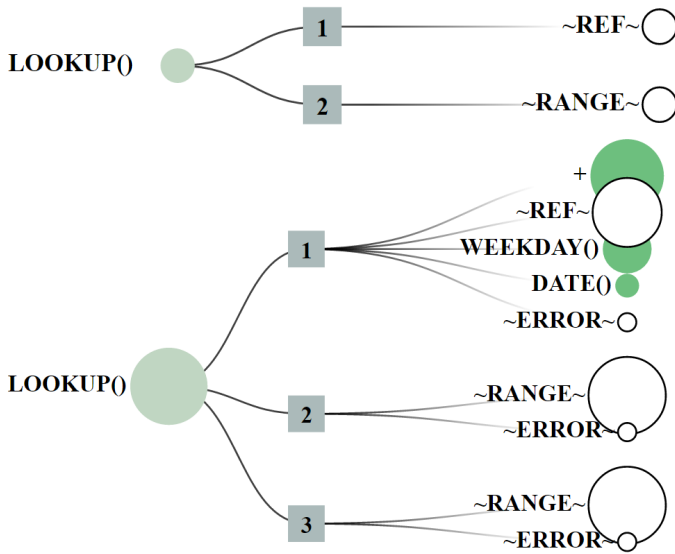 1
~REF~
LOOKUP()
2
~RANGE~
+
~REF~
1
WEEKDAY()
DATE()
~ERROR~
LOOKUP()
~RANGE~
2
~ERROR~
~RANGE~
3
~ERROR~